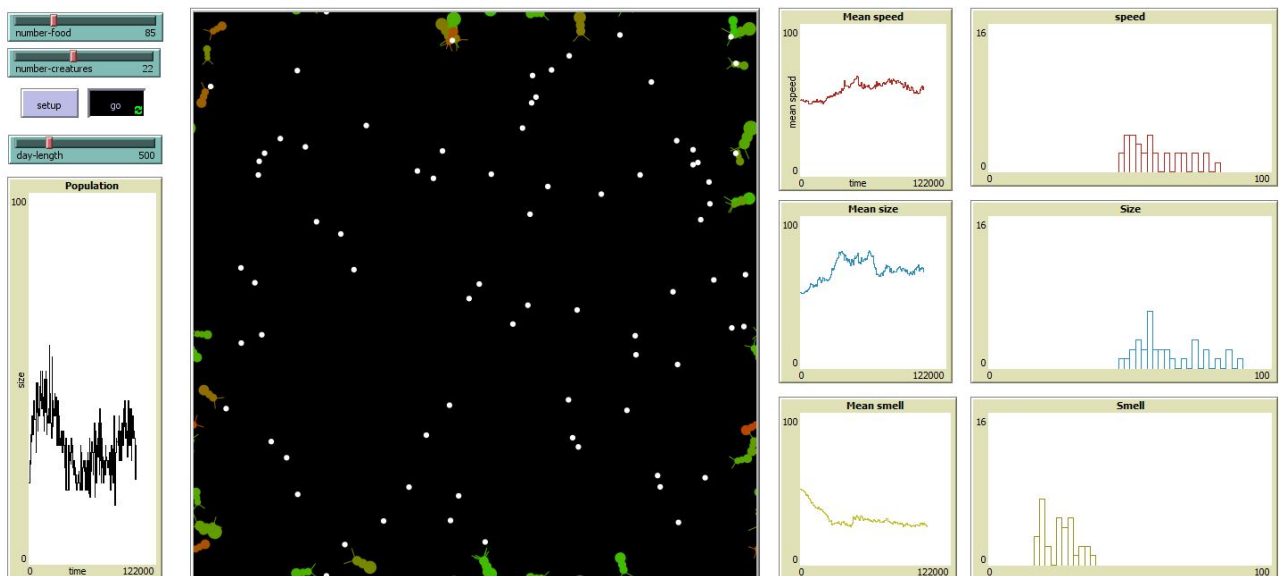 number-food 85
number-creatures 22
setup go
day-length 500
Population
100
size
0
0 time 122000
Mean speed
100
mean speed
0
0 time 122000
speed
16
0
0 100
Mean size
100
0
0 122000
Size
16
0
0 100
Mean smell
100
0
0 122000
Smell
16
0
0 100